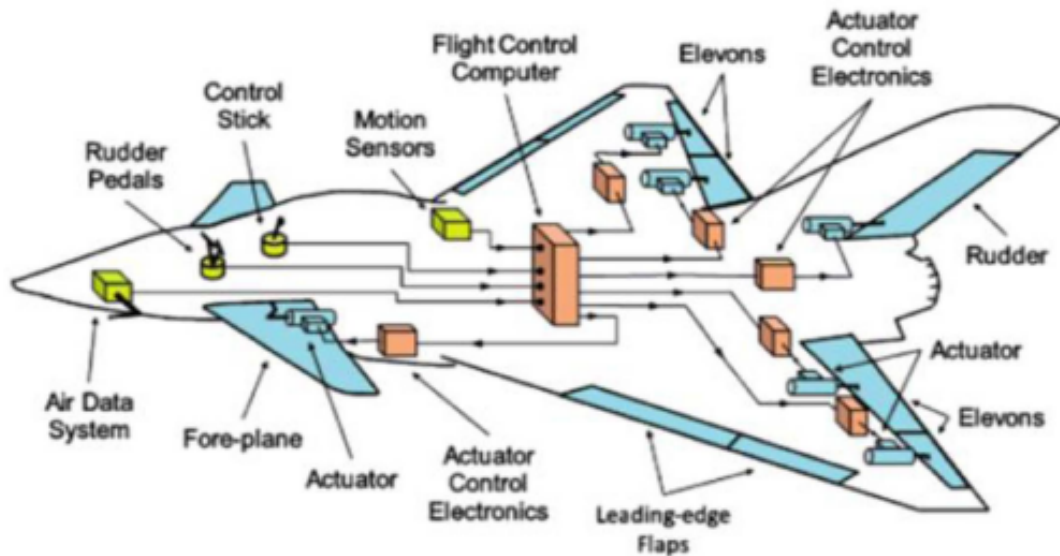 Flight Control
Computer
Elevons
Actuator
Control
Electronics
Control
Stick
Motion
Sensors
Rudder
Pedals
Rudder
Air Data
System
Fore-plane
Actuator
Actuator
Control
Electronics
Leading-edge
Flaps
Actuator
Elevons